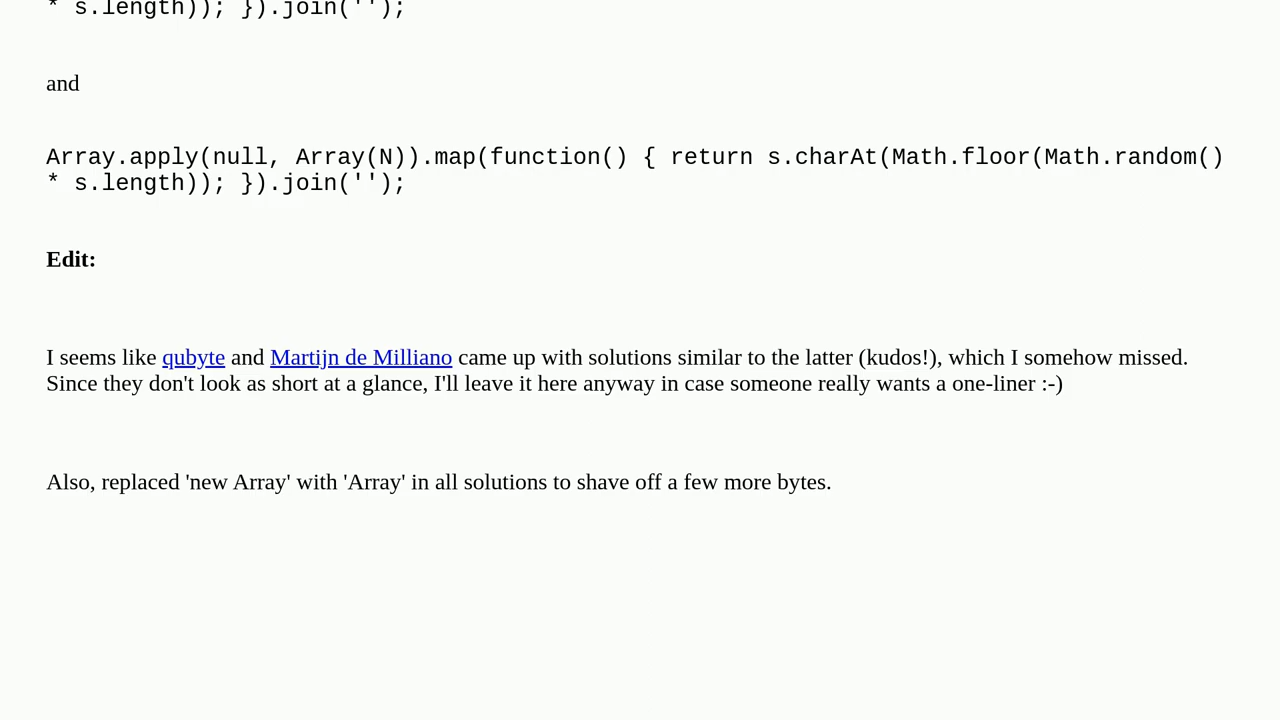 * s.length)); }).join('');
and
Array.apply(null, Array(N)).map(function() { return s.charAt(Math.floor(Math.random()
* s.length)); }).join('');
Edit:
I seems like qubyte and Martijn de Milliano came up with solutions similar to the latter (kudos!), which I somehow missed.
Since they don't look as short at a glance, I'll leave it here anyway in case someone really wants a one-liner :-)
Also, replaced 'new Array' with 'Array' in all solutions to shave off a few more bytes.